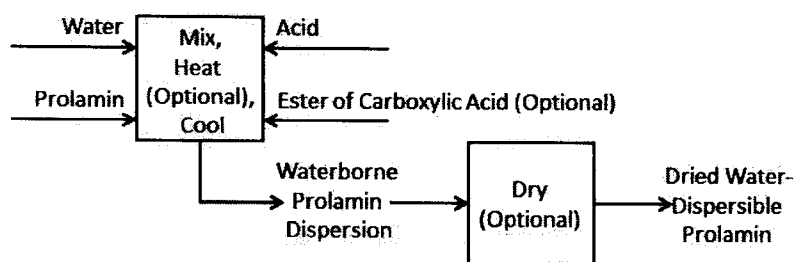 Water
Prolamin
Mix,
Heat
(Optional),
Cool
Acid
Ester of Carboxylic Acid (Optional)
Waterborne
Prolamin
Dispersion
Dry
(Optional)
Dried Water-
Dispersible
Prolamin